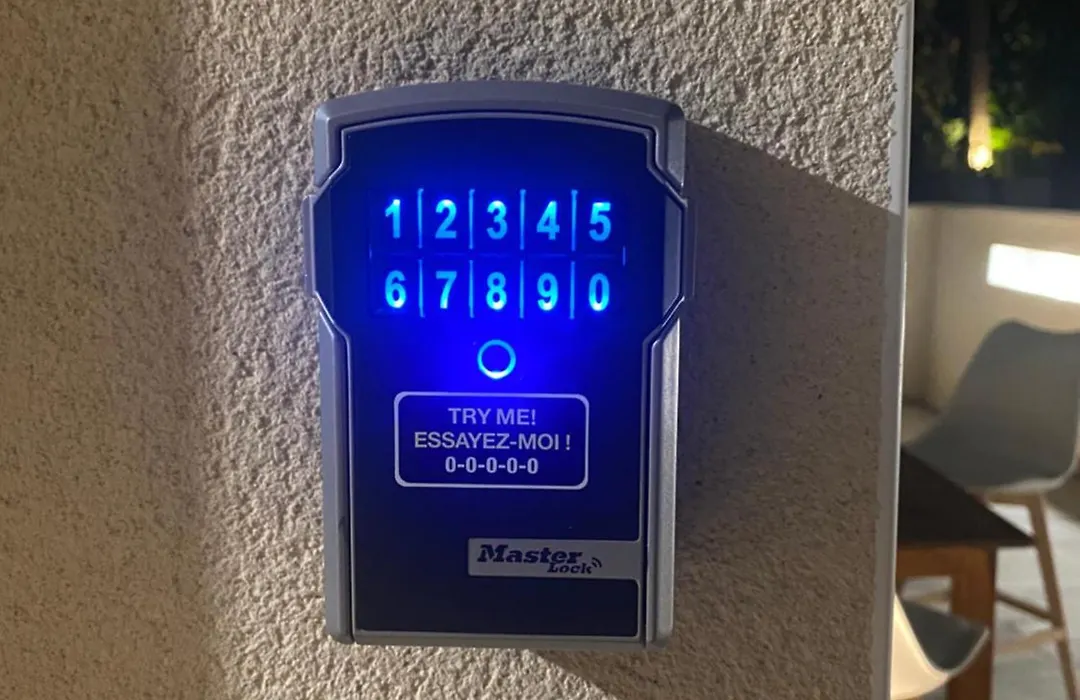 1 2 3 4 5
6 7 8 9 0
TRY ME!
ESSAYEZ-MOI !
0-0-0-0-0
Master
Lock